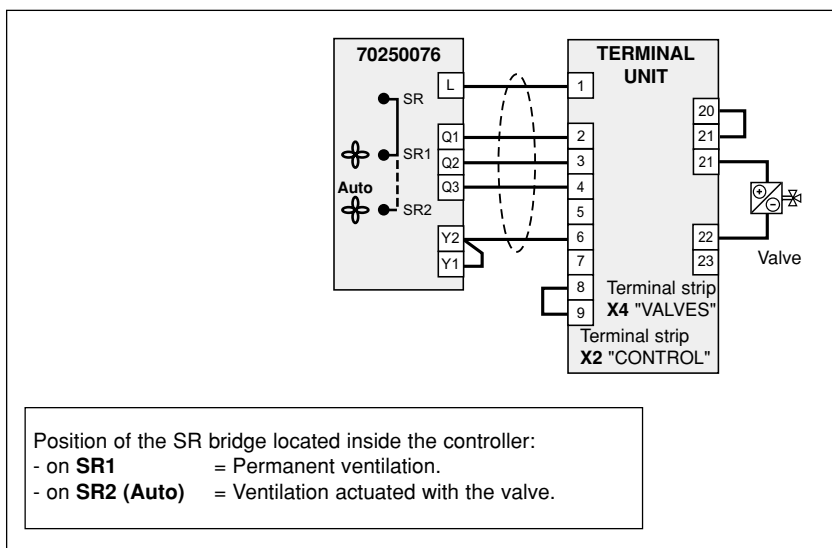 70250076
TERMINAL
UNIT
L
1
SR
20
21
Q1
2
SR1
Q2
3
21
Auto
Q3
4
SR2
5
Y2
6
22
Y1
7
23
Valve
8
Terminal strip
X4 "VALVES"
9
Terminal strip
X2 "CONTROL"
Position of the SR bridge located inside the controller:
- on SR1 = Permanent ventilation.
- on SR2 (Auto) = Ventilation actuated with the valve.